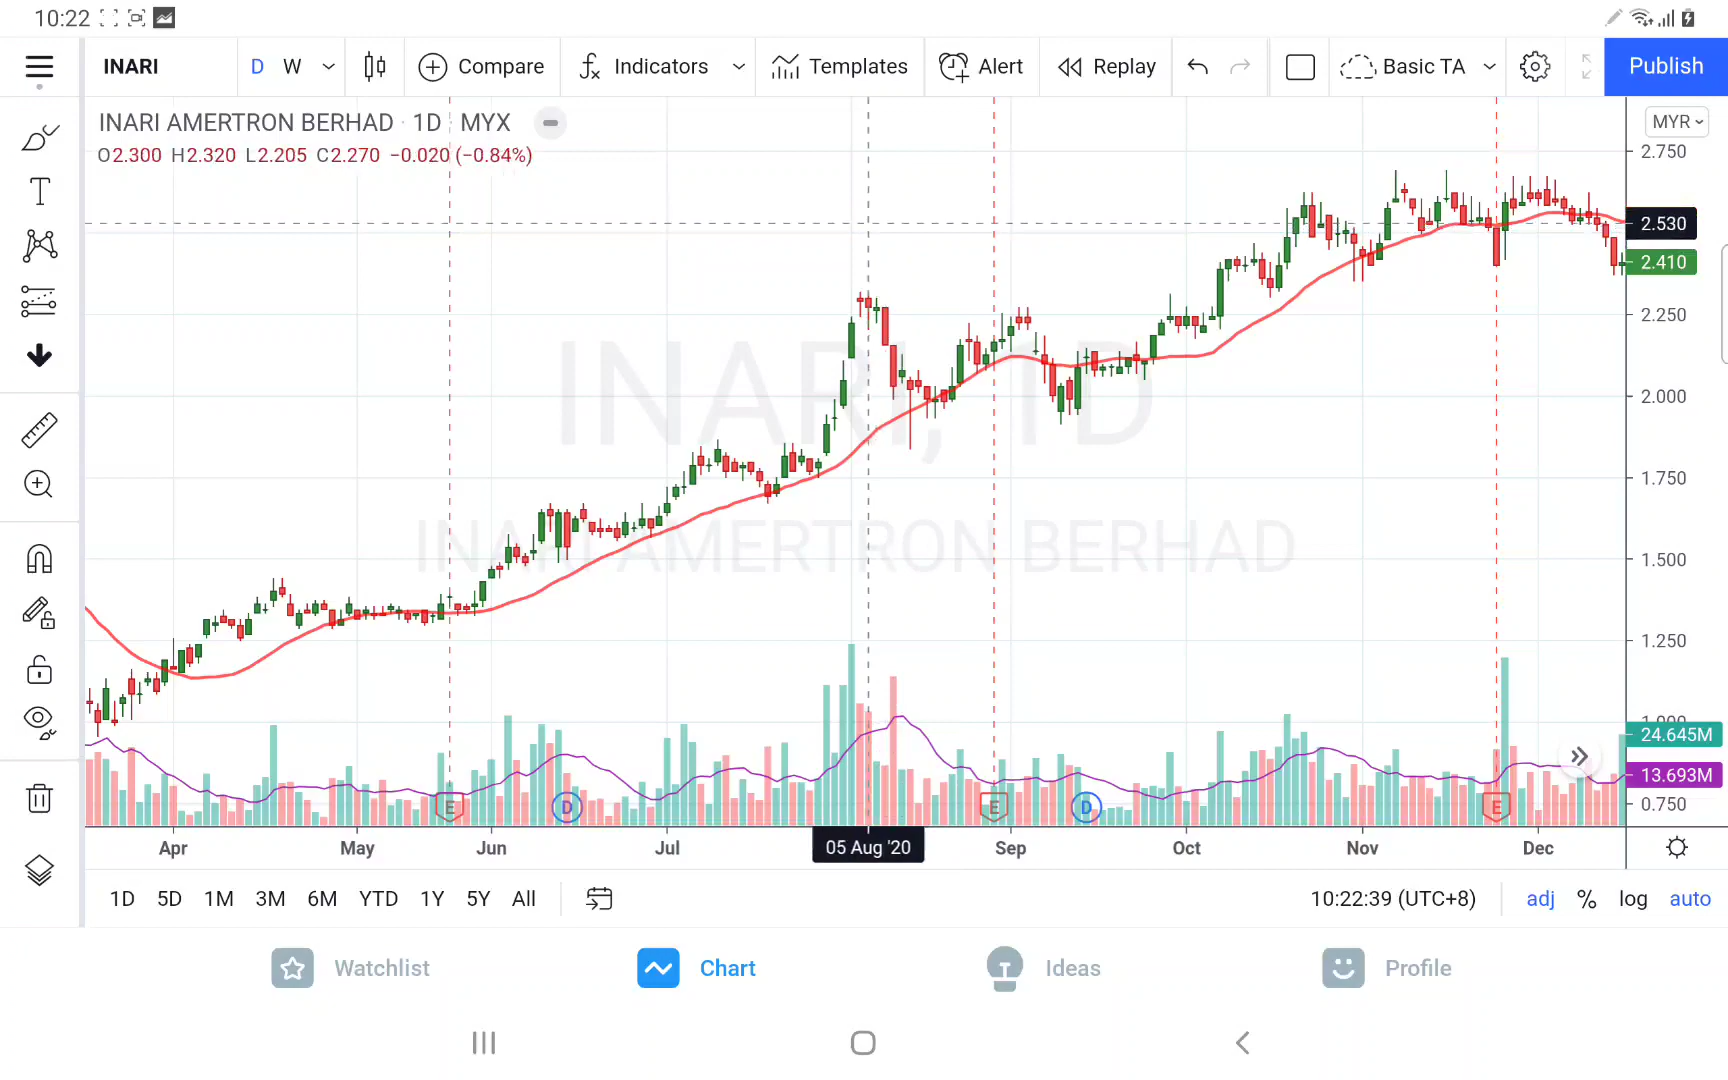 10:22
INARI D W Compare Indicators Templates Alert Replay Basic TA Publish
INARI AMERTRON BERHAD · 1D · MYX
MYR
O2.300 H2.320 L2.205 C2.270 −0.020 (−0.84%)
2.750
2.530
2.410
2.250
2.000
1.750
1.500
1.250
1.000
24.645M
13.693M
0.750
INARI, 1D
INARI AMERTRON BERHAD
E D E D E
Apr May Jun Jul 05 Aug '20 Sep Oct Nov Dec
1D 5D 1M 3M 6M YTD 1Y 5Y All 10:22:39 (UTC+8) adj % log auto
Watchlist Chart Ideas Profile